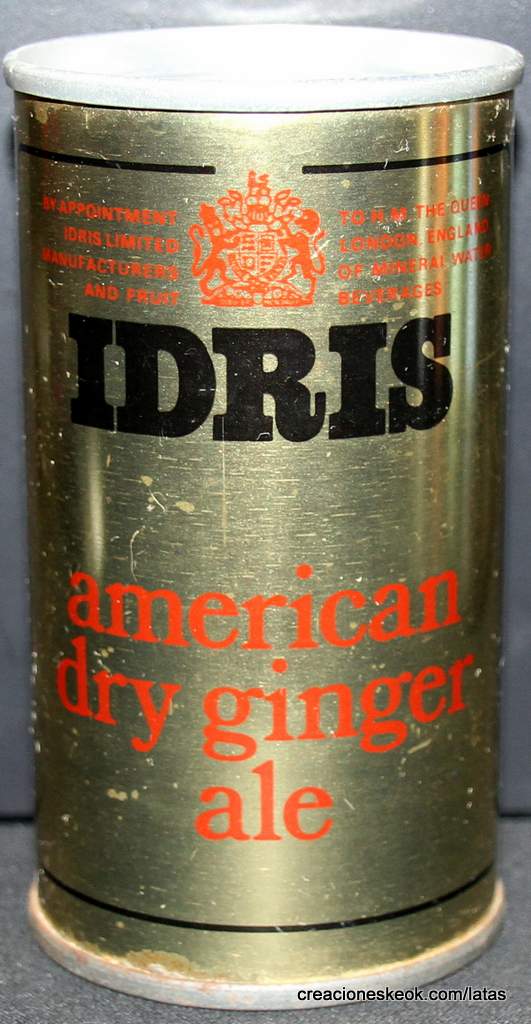 BY APPOINTMENT TO H.M. THE QUEEN
IDRIS LIMITED LONDON, ENGLAND
MANUFACTURERS OF MINERAL WATER
AND FRUIT BEVERAGES
IDRIS
american
dry ginger
ale
creacioneskeok.com/latas